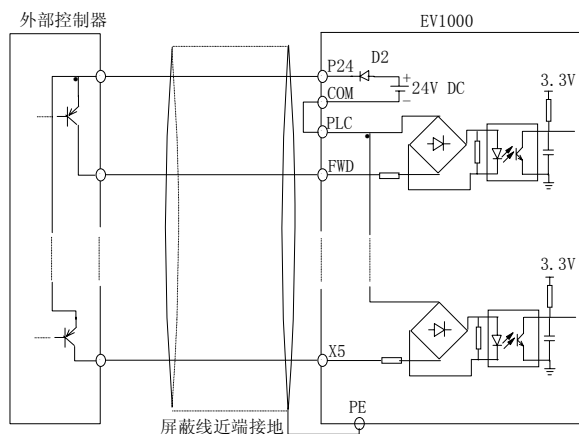 外部控制器
EV1000
P24
D2
+
24V DC
−
COM
PLC
3.3V
FWD
3.3V
X5
PE
屏蔽线近端接地